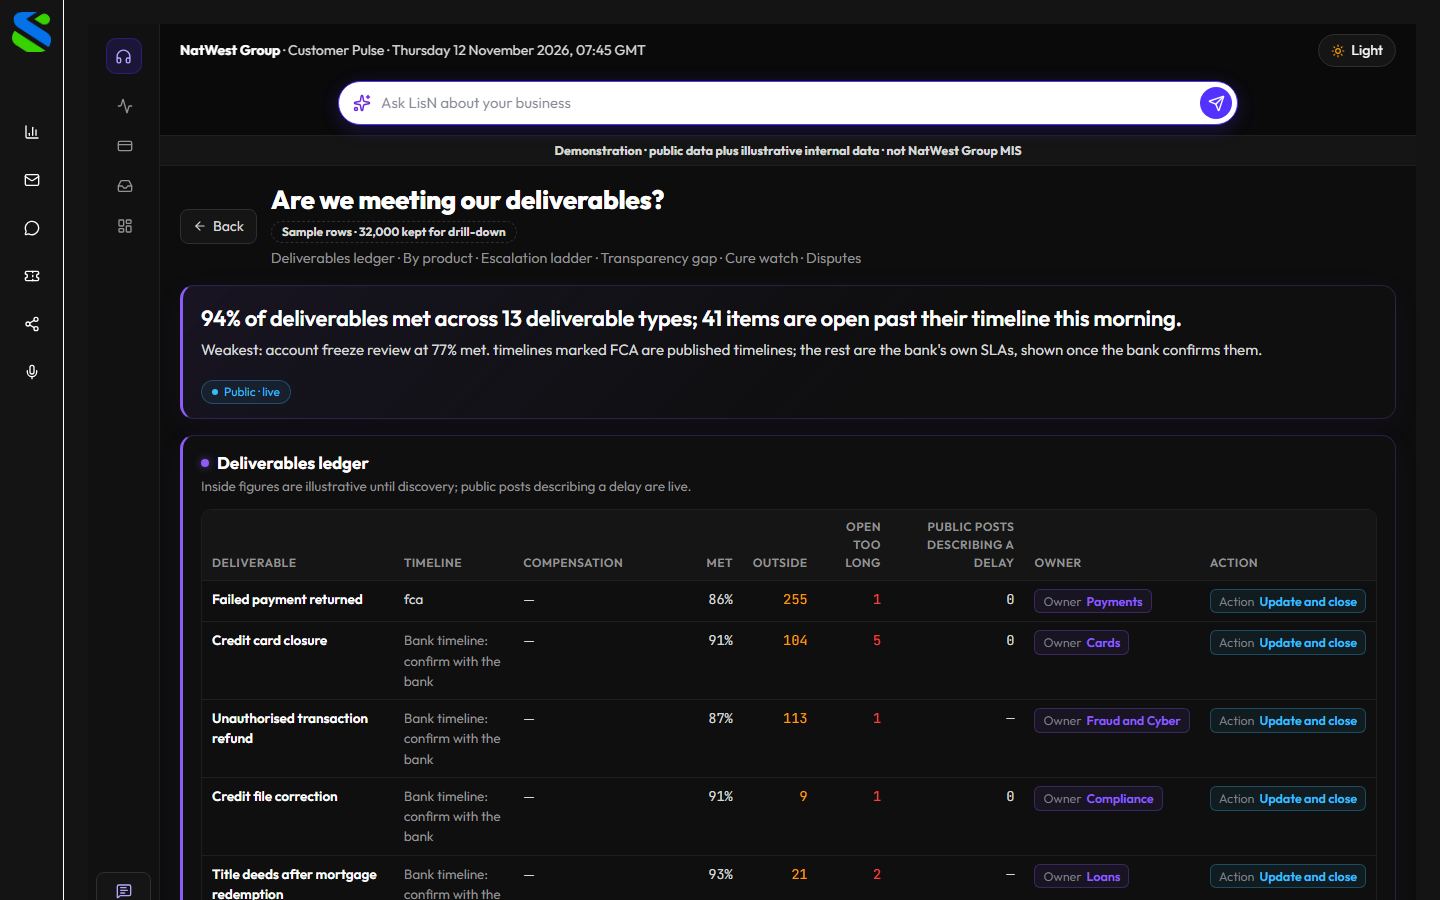 NatWest Group · Customer Pulse · Thursday 12 November 2026, 07:45 GMT
Light
Ask LisN about your business
Demonstration · public data plus illustrative internal data · not NatWest Group MIS
Back
Are we meeting our deliverables?
Sample rows · 32,000 kept for drill-down
Deliverables ledger · By product · Escalation ladder · Transparency gap · Cure watch · Disputes
94% of deliverables met across 13 deliverable types; 41 items are open past their timeline this morning.
Weakest: account freeze review at 77% met. timelines marked FCA are published timelines; the rest are the bank's own SLAs, shown once the bank confirms them.
Public · live
Deliverables ledger
Inside figures are illustrative until discovery; public posts describing a delay are live.
DELIVERABLE TIMELINE COMPENSATION MET OUTSIDE OPEN TOO LONG PUBLIC POSTS DESCRIBING A DELAY OWNER ACTION
Failed payment returned fca — 86% 255 1 0 Owner Payments Action Update and close
Credit card closure Bank timeline: confirm with the bank — 91% 104 5 0 Owner Cards Action Update and close
Unauthorised transaction refund Bank timeline: confirm with the bank — 87% 113 1 — Owner Fraud and Cyber Action Update and close
Credit file correction Bank timeline: confirm with the bank — 91% 9 1 0 Owner Compliance Action Update and close
Title deeds after mortgage redemption Bank timeline: confirm with the — 93% 21 2 — Owner Loans Action Update and close